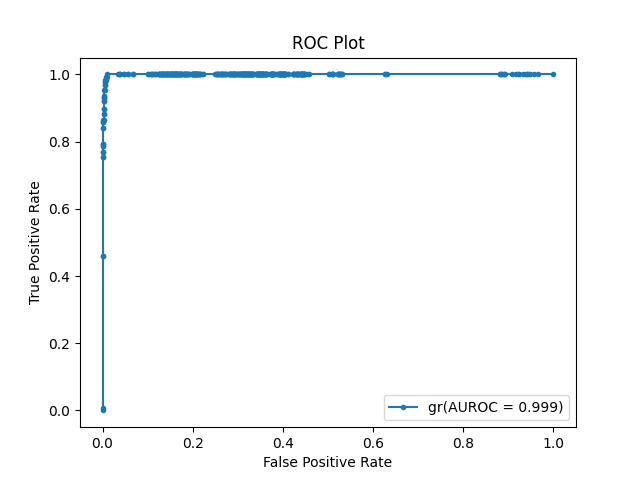 ROC Plot
1.0
0.8
0.6
0.4
0.2
0.0
True Positive Rate
gr(AUROC = 0.999)
0.0 0.2 0.4 0.6 0.8 1.0
False Positive Rate